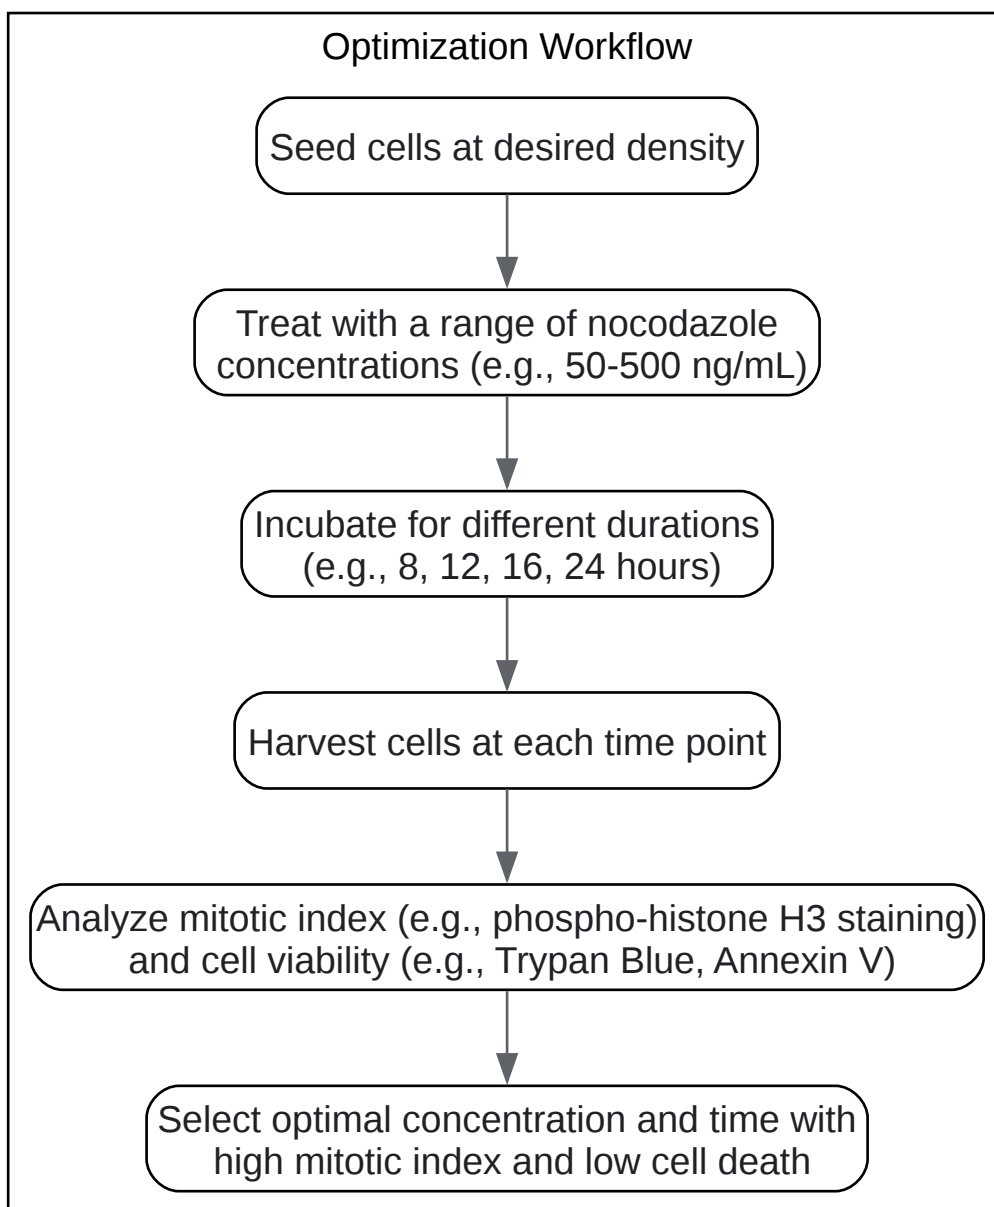 Optimization Workflow
Seed cells at desired density
Treat with a range of nocodazole
concentrations (e.g., 50-500 ng/mL)
Incubate for different durations
(e.g., 8, 12, 16, 24 hours)
Harvest cells at each time point
Analyze mitotic index (e.g., phospho-histone H3 staining)
and cell viability (e.g., Trypan Blue, Annexin V)
Select optimal concentration and time with
high mitotic index and low cell death